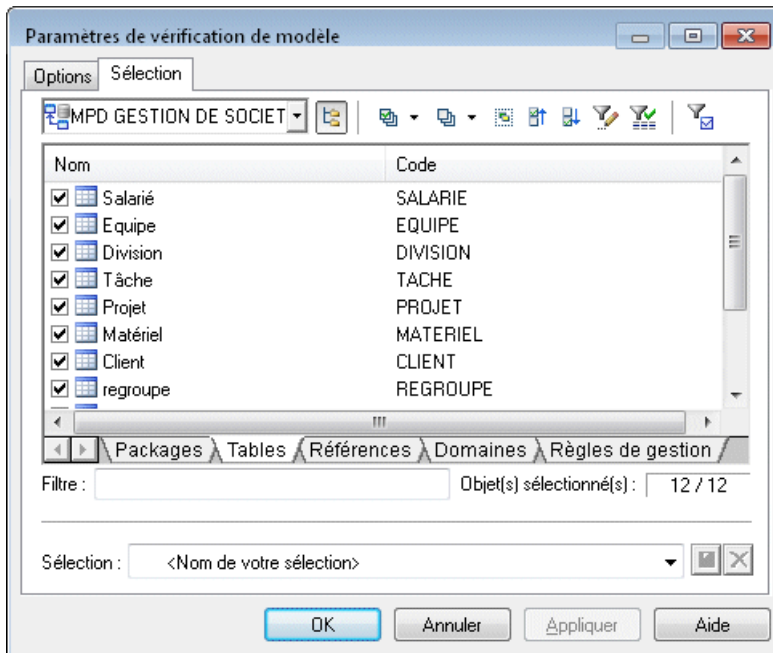 Paramètres de vérification de modèle
Options Sélection
MPD GESTION DE SOCIET
Nom Code
Salarié SALARIE
Equipe EQUIPE
Division DIVISION
Tâche TACHE
Projet PROJET
Matériel MATERIEL
Client CLIENT
regroupe REGROUPE
Packages Tables Références Domaines Règles de gestion
Filtre : Objet(s) sélectionné(s) : 12 / 12
Sélection : <Nom de votre sélection>
OK Annuler Appliquer Aide